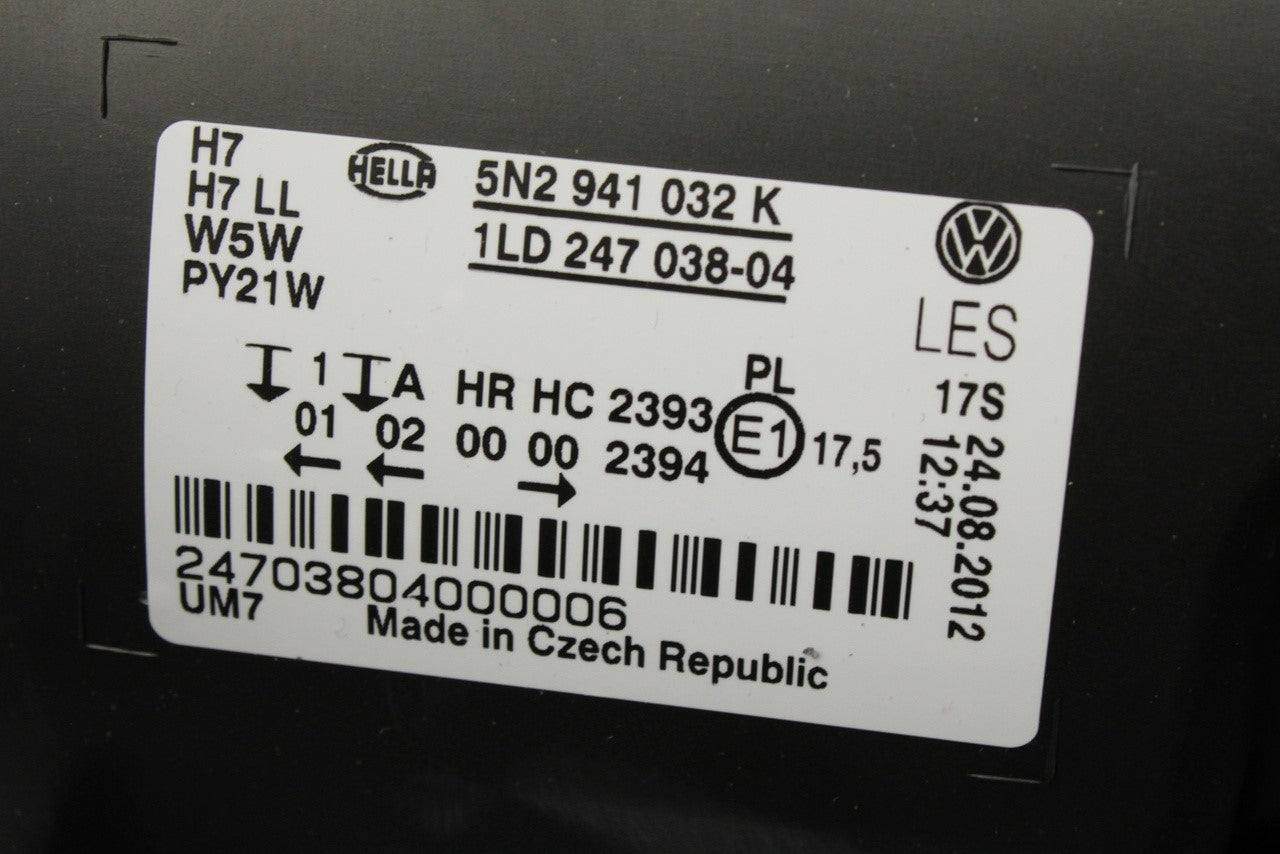 H7
H7 LL
W5W
PY21W
HELLA
5N2 941 032 K
1LD 247 038-04
LES
17S 24.08.2012
12:37
PL
1 A HR HC 2393
01 02 00 00 2394
E1 17,5
24703804000006
UM7
Made in Czech Republic